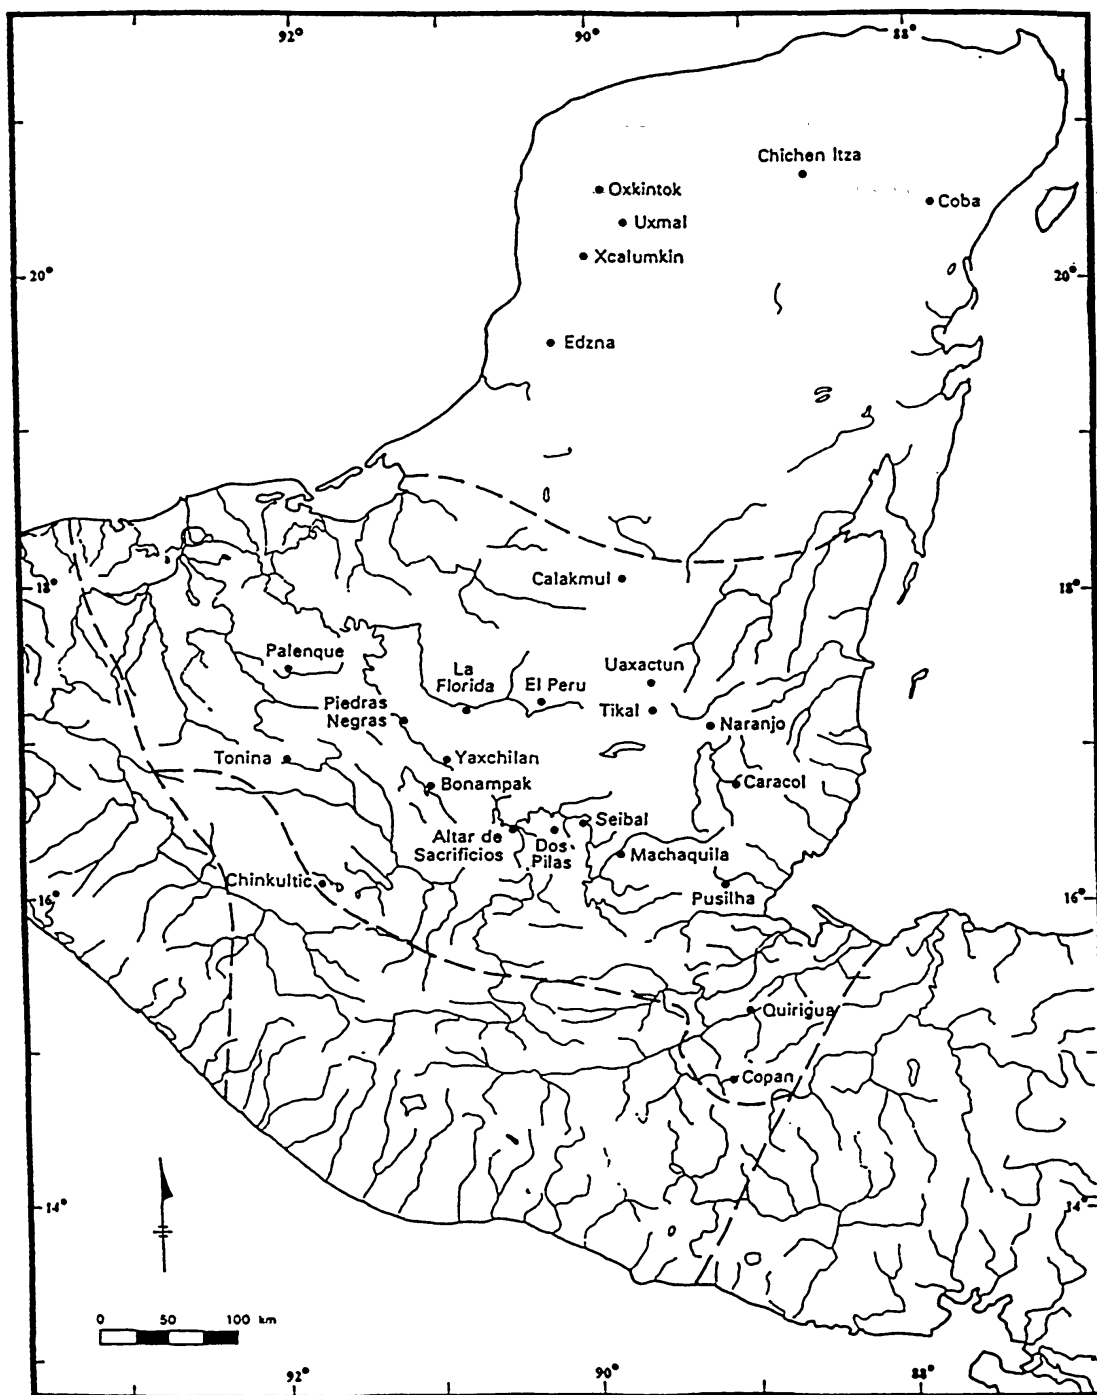 92°
90°
88°
Chichen Itza
Oxkintok
Coba
Uxmal
Xcalumkin
20°
20°
Edzna
Calakmul
18°
18°
Palenque
La
Florida
El Peru
Uaxactun
Piedras
Negras
Tikal
Naranjo
Tonina
Yaxchilan
Bonampak
Caracol
Altar de
Sacrificios
Dos
Pilas
Seibal
Machaquila
Chinkultic
Pusilha
16°
16°
Quirigua
Copan
14°
14°
0 50 100 km
92°
90°
88°